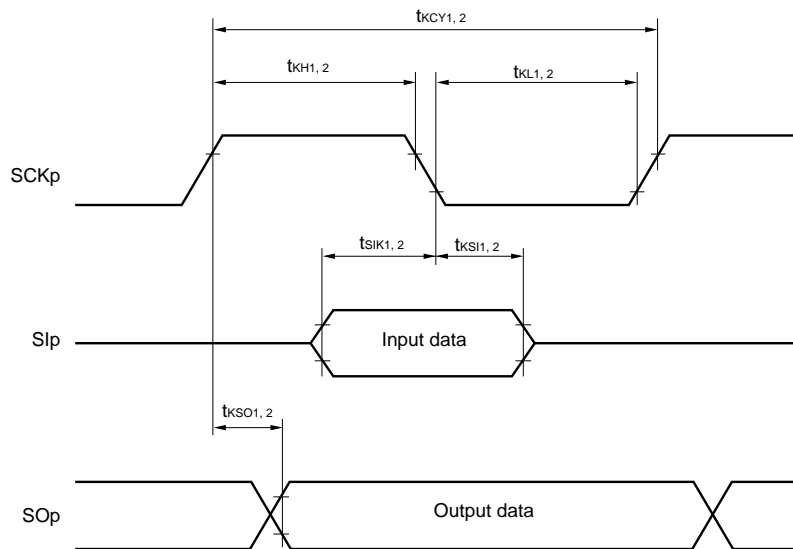 tKCY1, 2
tKH1, 2
tKL1, 2
SCKp
tSIK1, 2
tKSI1, 2
SIp
Input data
tKSO1, 2
SOp
Output data